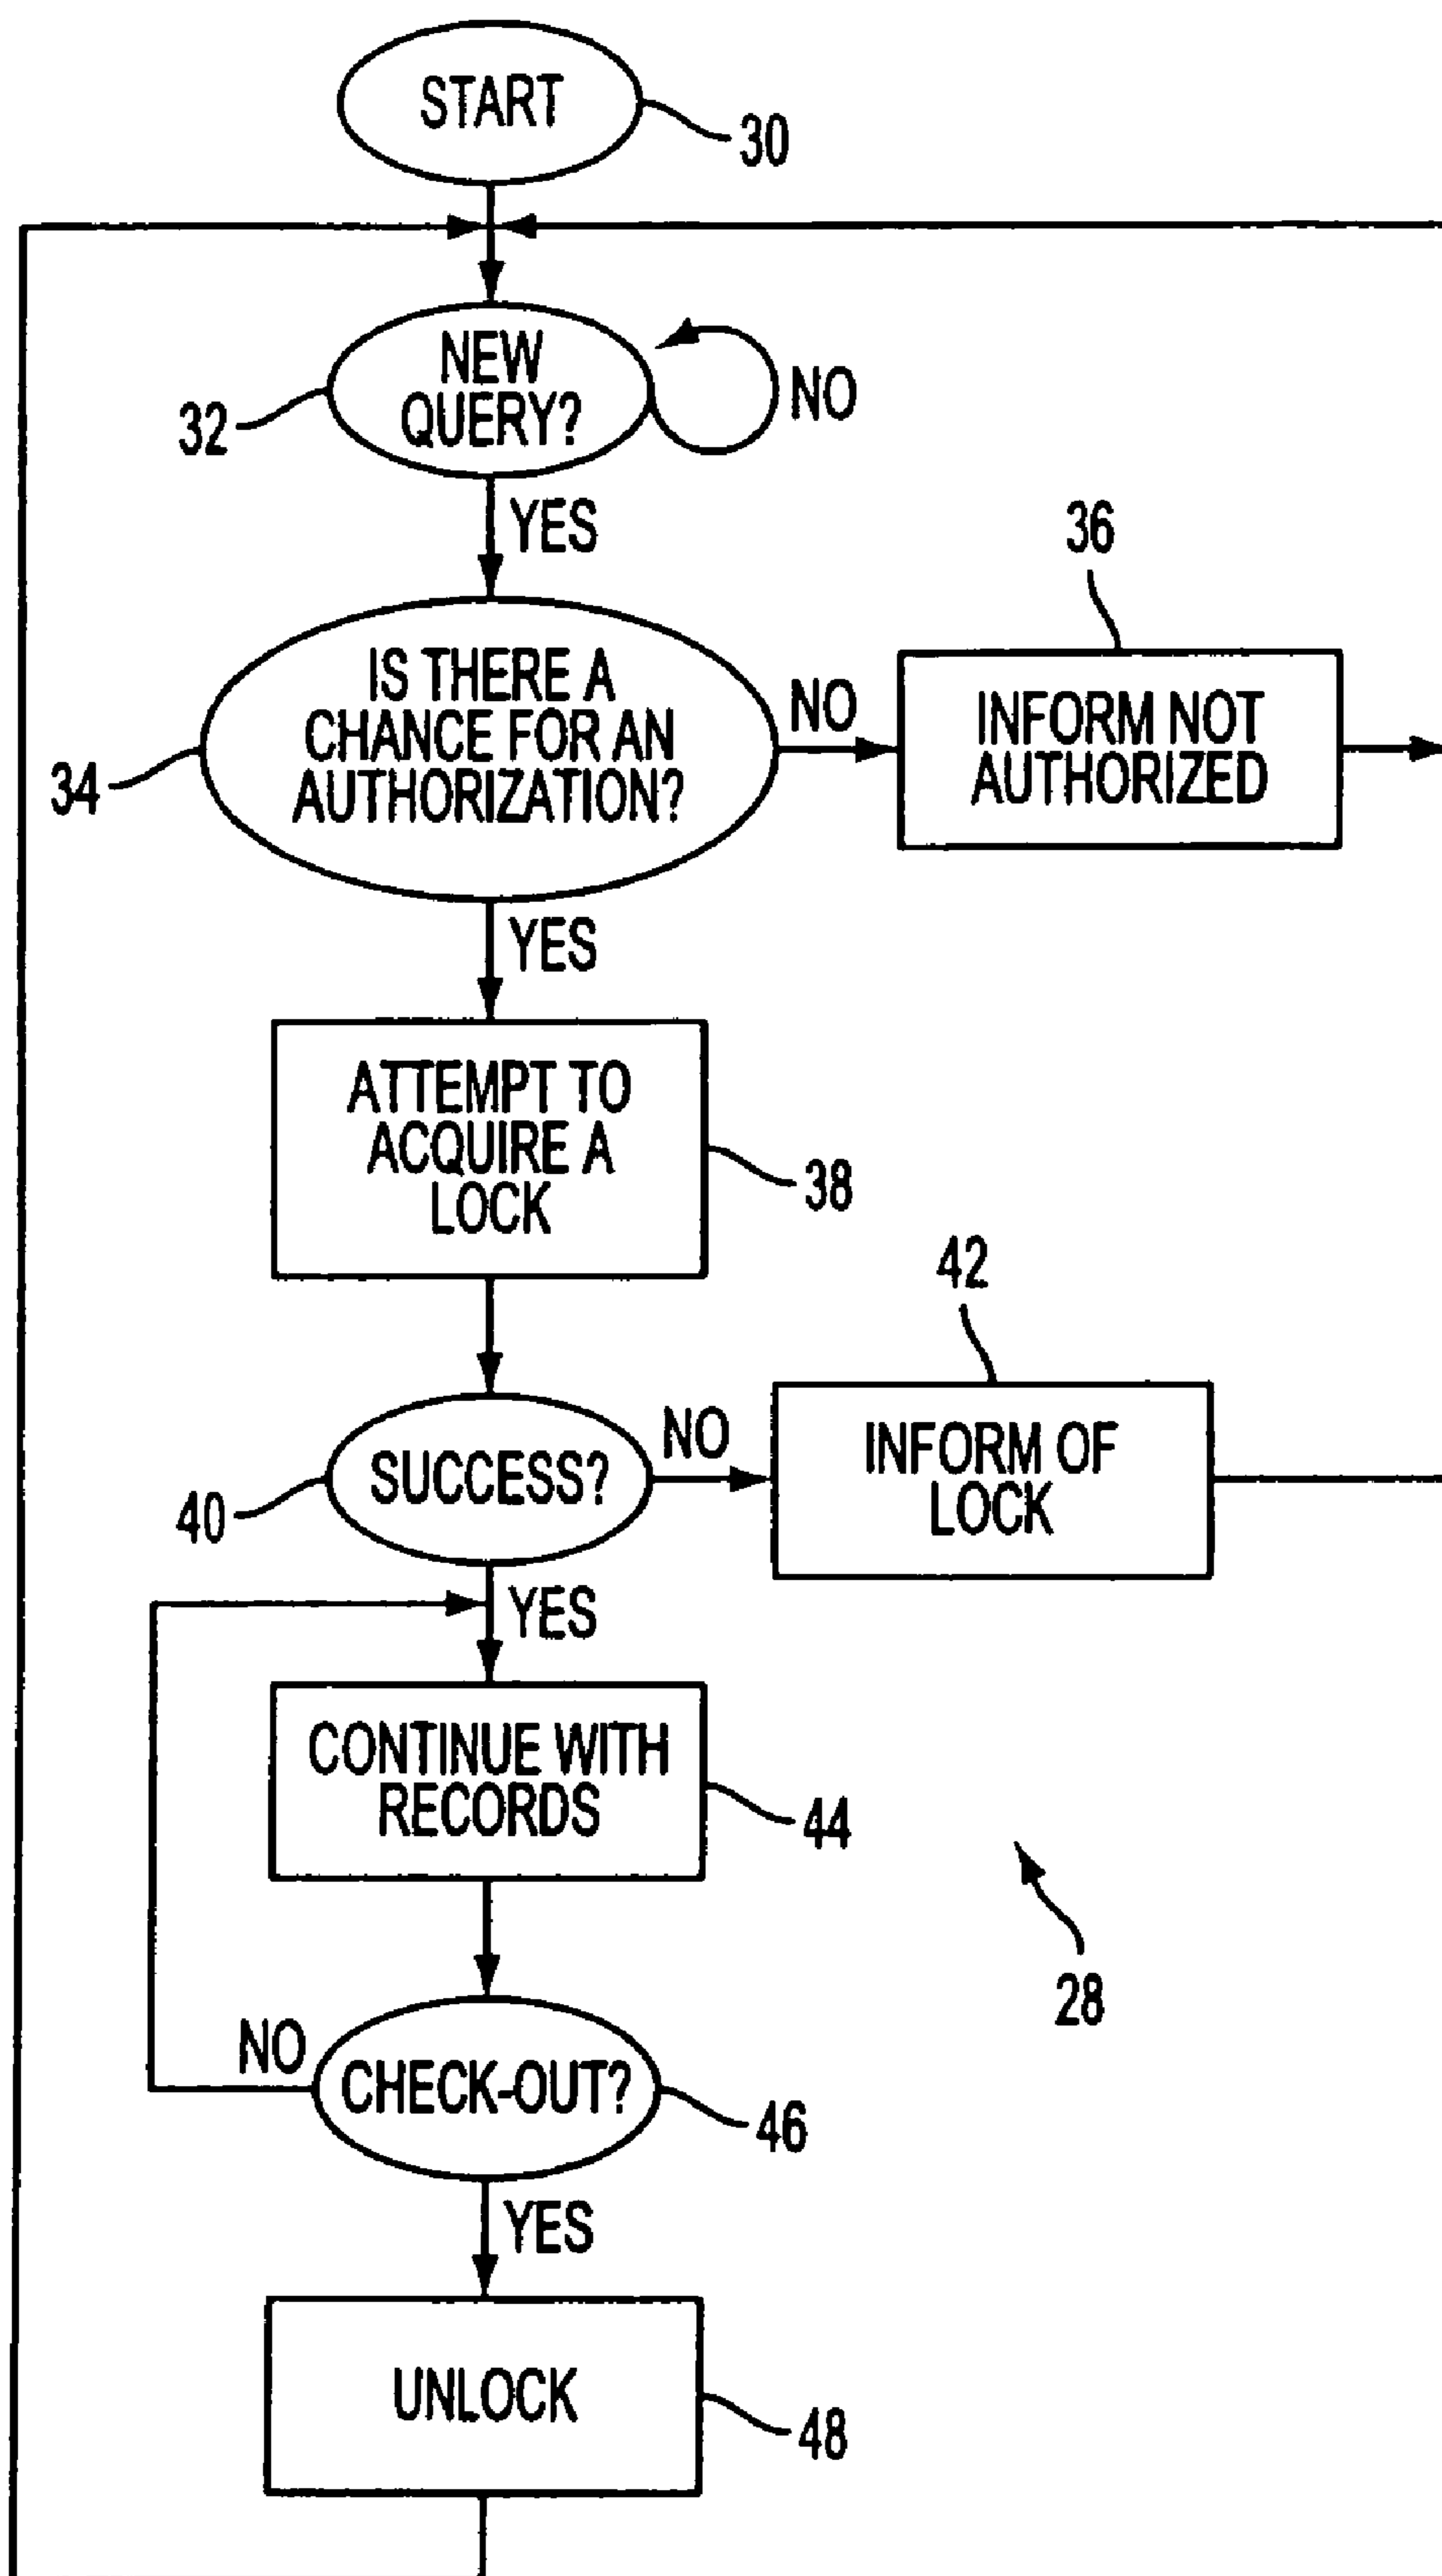 START
30
NEW
QUERY?
NO
32
YES
36
IS THERE A
CHANCE FOR AN
AUTHORIZATION?
NO
INFORM NOT
AUTHORIZED
34
YES
ATTEMPT TO
ACQUIRE A
LOCK
38
42
SUCCESS?
NO
INFORM OF
LOCK
40
YES
CONTINUE WITH
RECORDS
44
28
NO
CHECK-OUT?
46
YES
UNLOCK
48